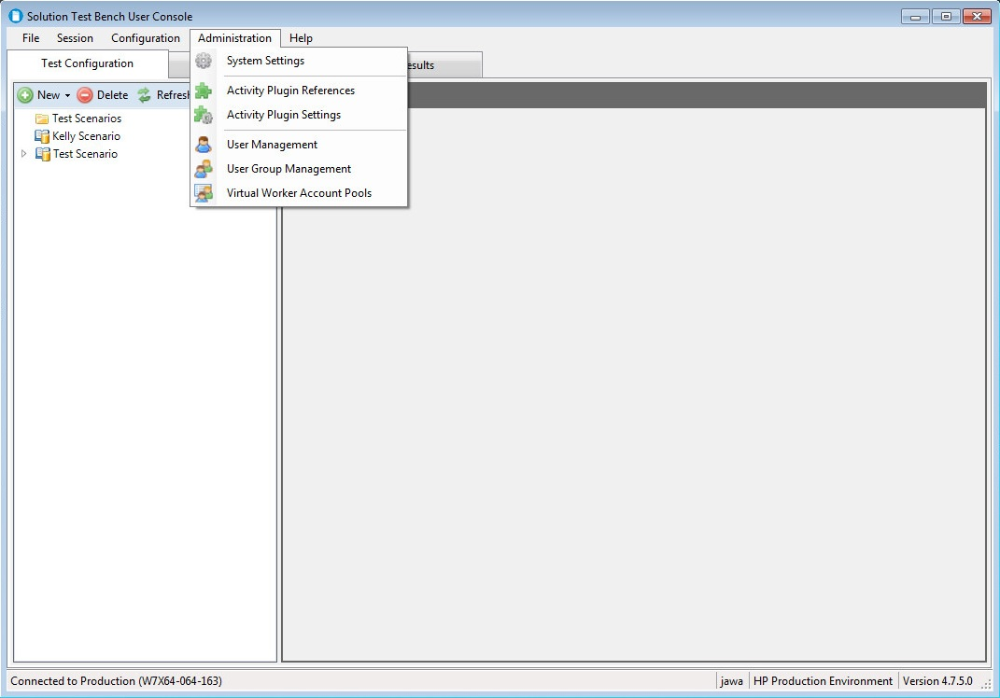 Solution Test Bench User Console
File Session Configuration Administration Help
Test Configuration
System Settings
Activity Plugin References
Activity Plugin Settings
User Management
User Group Management
Virtual Worker Account Pools
New Delete Refresh
Test Scenarios
Kelly Scenario
Test Scenario
Connected to Production (W7X64-064-163) jawa HP Production Environment Version 4.7.5.0